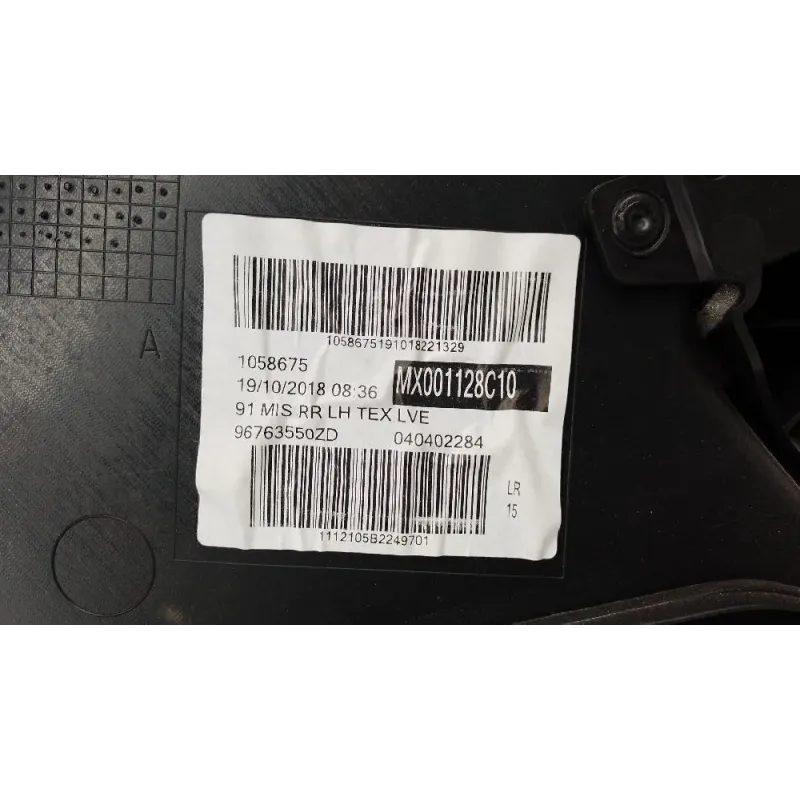 A
1058675191018221329
1058675
19/10/2018 08:36 MX001128C10
91 MIS RR LH TEX LVE
96763550ZD 040402284
LR
15
1112105B2249701